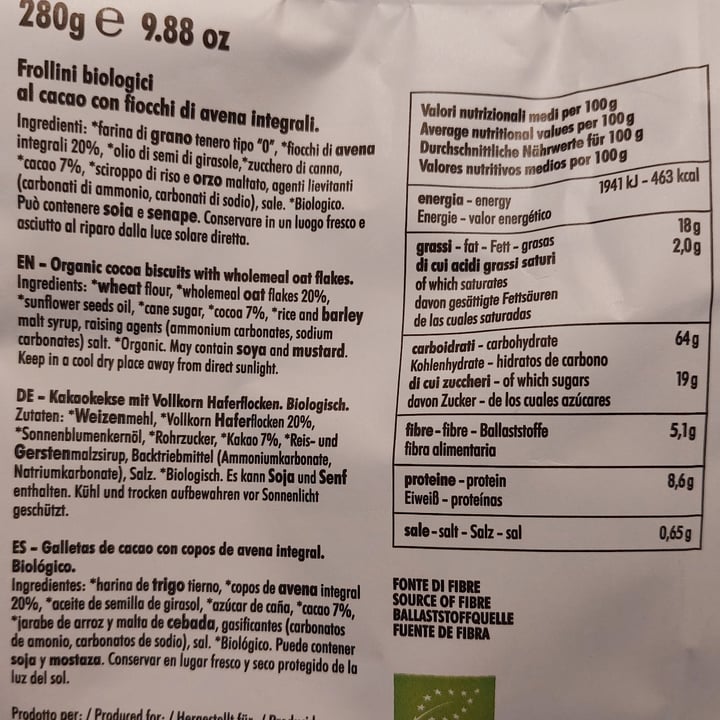 280g e 9.88 oz
Frollini biologici
al cacao con fiocchi di avena integrali.
Ingredienti: *farina di grano tenero tipo "0", *fiocchi di avena
integrali 20%, *olio di semi di girasole,*zucchero di canna,
*cacao 7%, *sciroppo di riso e orzo maltato, agenti lievitanti
(carbonati di ammonio, carbonati di sodio), sale. *Biologico.
Può contenere soia e senape. Conservare in un luogo fresco e
asciutto al riparo dalla luce solare diretta.
EN – Organic cocoa biscuits with wholemeal oat flakes.
Ingredients: *wheat flour, *wholemeal oat flakes 20%,
*sunflower seeds oil, *cane sugar, *cocoa 7%, *rice and barley
malt syrup, raising agents (ammonium carbonates, sodium
carbonates) salt. *Organic. May contain soya and mustard.
Keep in a cool dry place away from direct sunlight.
DE – Kakaokekse mit Vollkorn Haferflocken. Biologisch.
Zutaten: *Weizenmehl, *Vollkorn Haferflocken 20%,
*Sonnenblumenkernöl, *Rohrzucker, *Kakao 7%, *Reis- und
Gerstenmalzsirup, Backtriebmittel (Ammoniumkarbonate,
Natriumkarbonate), Salz. *Biologisch. Es kann Soja und Senf
enthalten. Kühl und trocken aufbewahren vor Sonnenlicht
geschützt.
ES – Galletas de cacao con copos de avena integral.
Biológico.
Ingredientes: *harina de trigo tierno, *copos de avena integral
20%, *aceite de semilla de girasol, *azúcar de caña, *cacao 7%,
*jarabe de arroz y malta de cebada, gasificantes (carbonatos
de amonio, carbonatos de sodio), sal. *Biológico. Puede contener
soja y mostaza. Conservar en lugar fresco y seco protegido de la
luz del sol.
Prodotto per: / Produced for: / Hergestellt für:
Valori nutrizionali medi per 100g
Average nutritional values per 100g
Durchschnittliche Nährwerte für 100 g
Valores nutritivos medios por 100g
energia - energy 1941 kJ - 463 kcal
Energie - valor energético
grassi - fat - Fett - grasas 18g
di cui acidi grassi saturi 2,0g
of which saturates
davon gesättigte Fettsäuren
de las cuales saturadas
carboidrati - carbohydrate 64g
Kohlenhydrate - hidratos de carbono
di cui zuccheri - of which sugars 19g
davon Zucker - de los cuales azúcares
fibre - fibre - Ballaststoffe 5,1g
fibra alimentaria
proteine - protein 8,6g
Eiweiß - proteínas
sale - salt - Salz - sal 0,65g
FONTE DI FIBRE
SOURCE OF FIBRE
BALLASTSTOFFQUELLE
FUENTE DE FIBRA